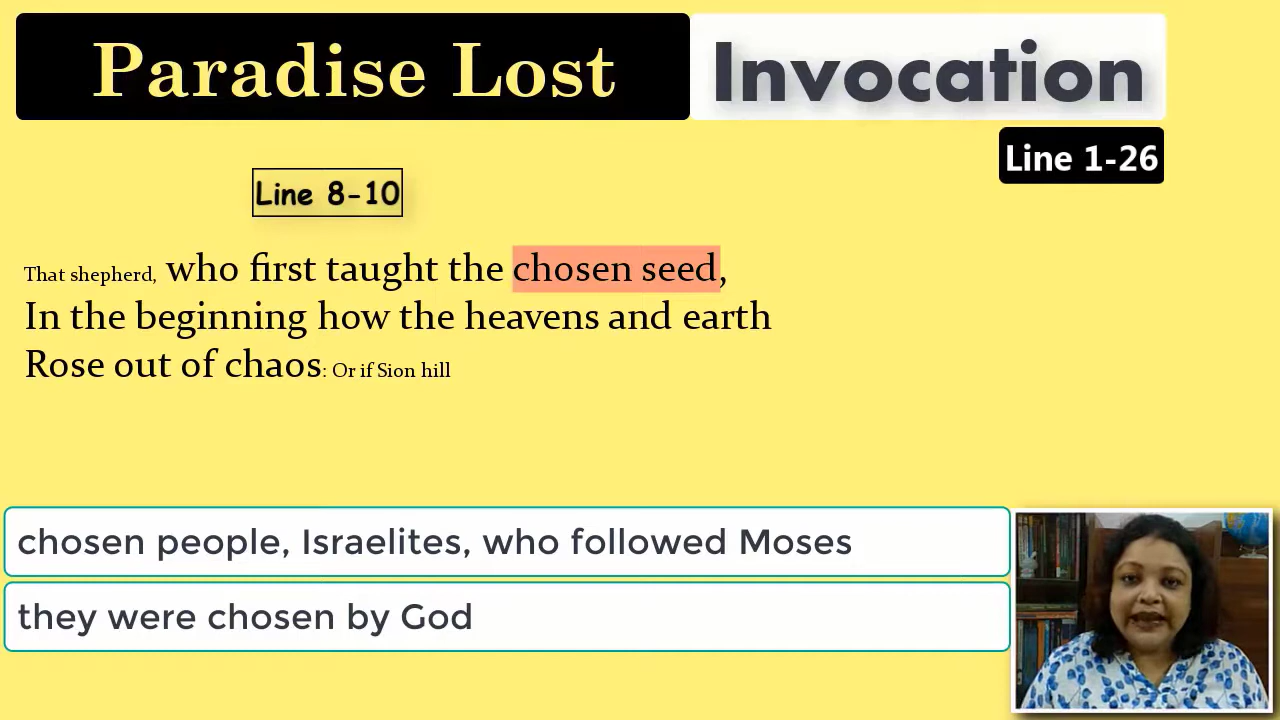 Paradise Lost Invocation
Line 1-26
Line 8-10
That shepherd, who first taught the chosen seed,
In the beginning how the heavens and earth
Rose out of chaos: Or if Sion hill
chosen people, Israelites, who followed Moses
they were chosen by God